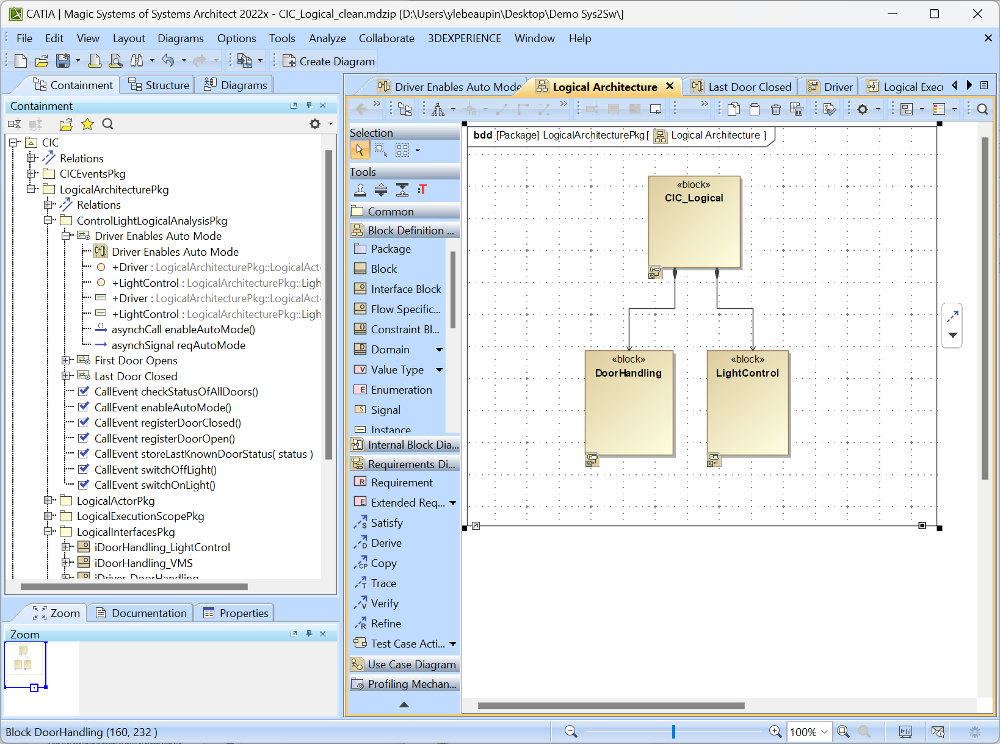 CATIA | Magic Systems of Systems Architect 2022x - CIC_Logical_clean.mdzip [D:\Users\ylebeaupin\Desktop\Demo Sys2Sw\]
File Edit View Layout Diagrams Options Tools Analyze Collaborate 3DEXPERIENCE Window Help
Create Diagram
Containment Structure Diagrams
Containment
CIC
Relations
CICEventsPkg
LogicalArchitecturePkg
Relations
ControlLightLogicalAnalysisPkg
Driver Enables Auto Mode
Driver Enables Auto Mode
+Driver : LogicalArchitecturePkg::LogicalActo
+LightControl : LogicalArchitecturePkg::Ligh
+Driver : LogicalArchitecturePkg::LogicalActo
+LightControl : LogicalArchitecturePkg::Ligh
asynchCall enableAutoMode()
asynchSignal reqAutoMode
First Door Opens
Last Door Closed
CallEvent checkStatusOfAllDoors()
CallEvent enableAutoMode()
CallEvent registerDoorClosed()
CallEvent registerDoorOpen()
CallEvent storeLastKnownDoorStatus( status )
CallEvent switchOffLight()
CallEvent switchOnLight()
LogicalActorPkg
LogicalExecutionScopePkg
LogicalInterfacesPkg
iDoorHandling_LightControl
iDoorHandling_VMS
iDriver_DoorHandling
Zoom Documentation Properties
Zoom
Driver Enables Auto Mode Logical Architecture Last Door Closed Driver Logical Execu
Selection
Tools
Common
Block Definition ...
Package
Block
Interface Block
Flow Specific...
Constraint Bl...
Domain
Value Type
Enumeration
Signal
Instance
Internal Block Dia...
Requirements Di...
Requirement
Extended Req...
Satisfy
Derive
Copy
Trace
Verify
Refine
Test Case Acti...
Use Case Diagram
Profiling Mechan...
bdd [Package] LogicalArchitecturePkg[ Logical Architecture ]
«block»
CIC_Logical
«block»
DoorHandling
«block»
LightControl
Block DoorHandling (160, 232 )
100%